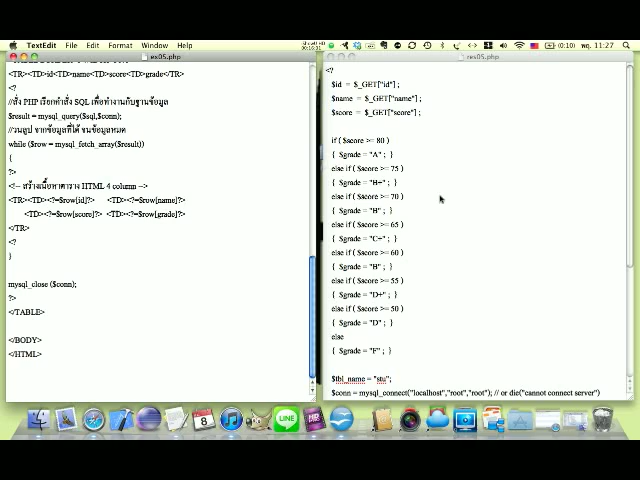 TextEdit File Edit Format Window Help
(0:10) พฤ. 11:27
es05.php
<TR><TD>id<TD>name<TD>score<TD>grade</TR>
<?
//สั่ง PHP เรียกคำสั่ง SQL เพื่อทำงานกับฐานข้อมูล
$result = mysql_query($sql,$conn);
//วนลูป จากข้อมูลที่ได้ จนข้อมูลหมด
while ($row = mysql_fetch_array($result))
{
?>
<!-- สร้างเนื้อหาตาราง HTML 4 column -->
<TR><TD><?=$row[id]?> <TD><?=$row[name]?>
<TD><?=$row[score]?> <TD><?=$row[grade]?>
</TR>
<?
}
mysql_close ($conn);
?>
</TABLE>
</BODY>
</HTML>
res05.php
<?
$id = $_GET["id"] ;
$name = $_GET["name"] ;
$score = $_GET["score"] ;
if ( $score >= 80 )
{ $grade = "A" ; }
else if ( $score >= 75 )
{ $grade = "B+" ; }
else if ( $score >= 70 )
{ $grade = "B" ; }
else if ( $score >= 65 )
{ $grade = "C+" ; }
else if ( $score >= 60 )
{ $grade = "B" ; }
else if ( $score >= 55 )
{ $grade = "D+" ; }
else if ( $score >= 50 )
{ $grade = "D" ; }
else
{ $grade = "F" ; }
$tbl_name = "stu";
$conn = mysql_connect("localhost","root","root"); // or die("cannot connect server")
8
LINE